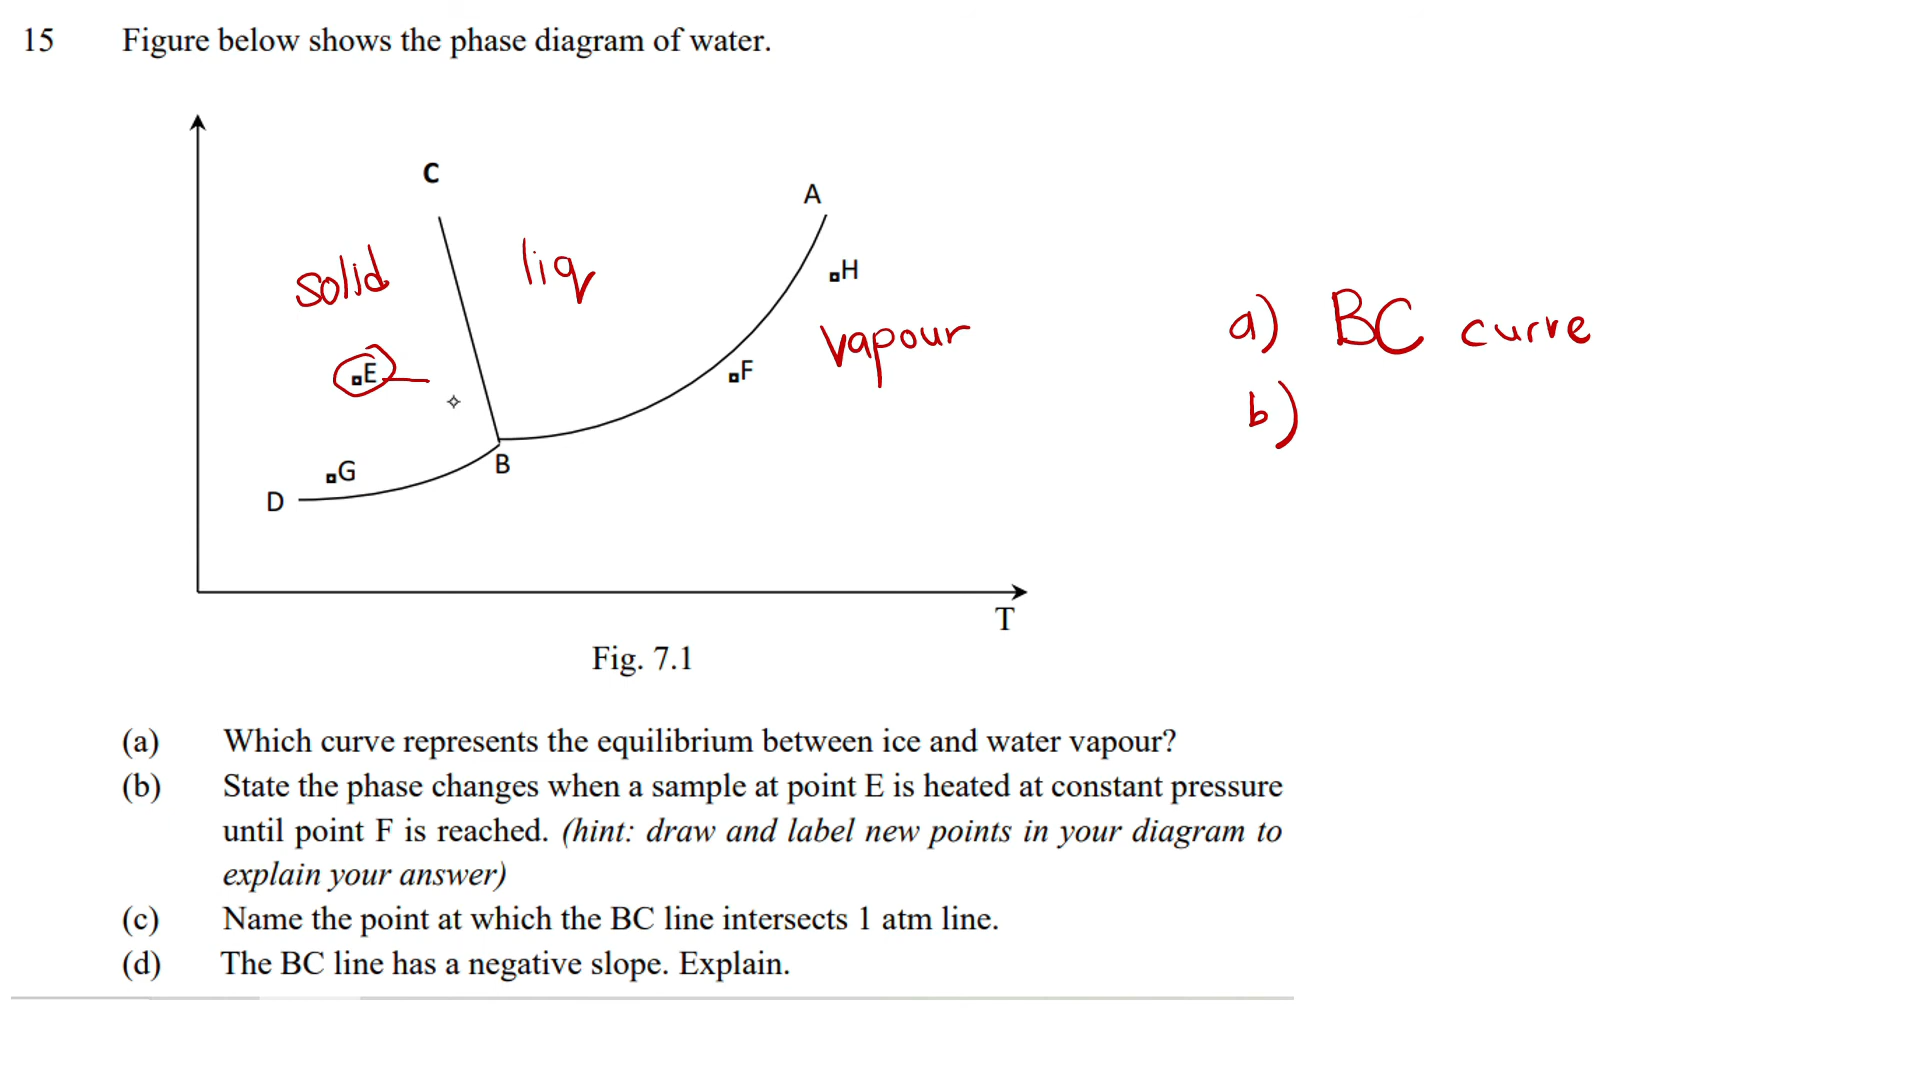 15 Figure below shows the phase diagram of water.
C
A
solid
liq
H
a) BC curve
vapour
E
F
b)
G
B
D
T
Fig. 7.1
(a) Which curve represents the equilibrium between ice and water vapour?
(b) State the phase changes when a sample at point E is heated at constant pressure
until point F is reached. (hint: draw and label new points in your diagram to
explain your answer)
(c) Name the point at which the BC line intersects 1 atm line.
(d) The BC line has a negative slope. Explain.